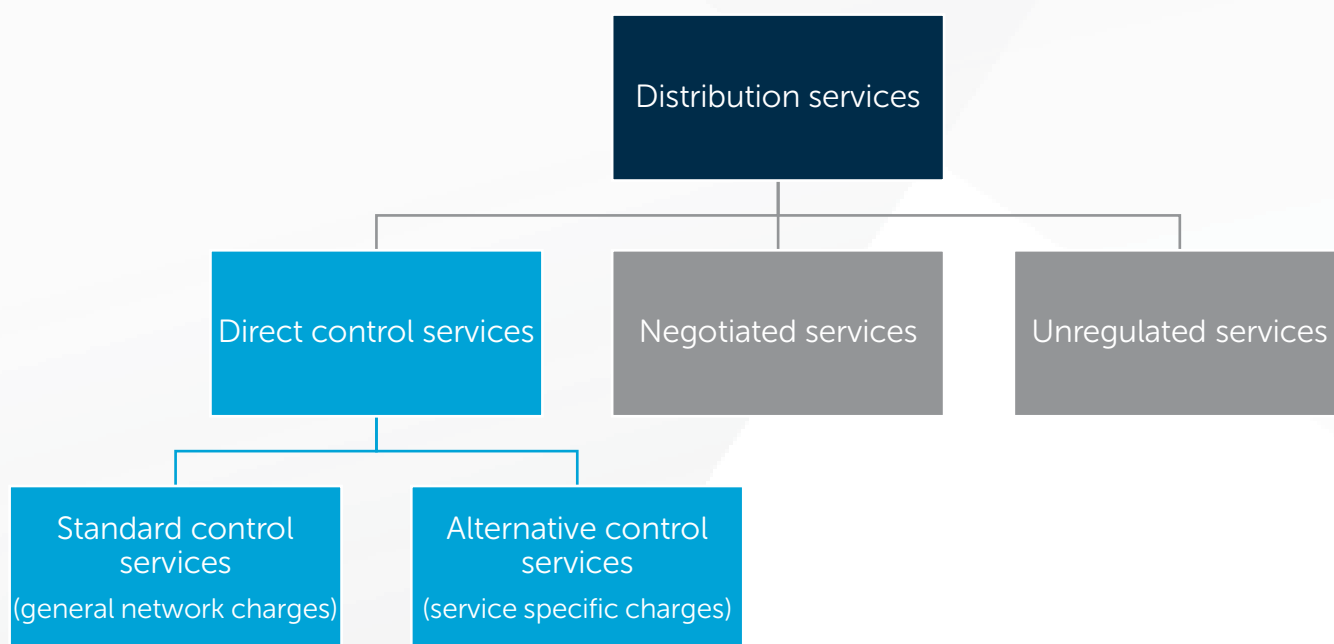 Distribution services
Direct control services
Negotiated services
Unregulated services
Standard control
services
(general network charges)
Alternative control
services
(service specific charges)